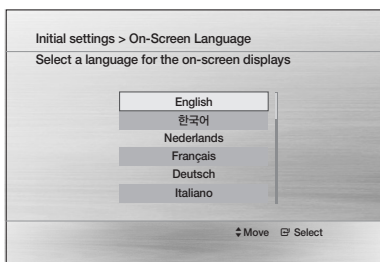 Initial settings > On-Screen Language
Select a language for the on-screen displays
English
한국어
Nederlands
Français
Deutsch
Italiano
Move Select